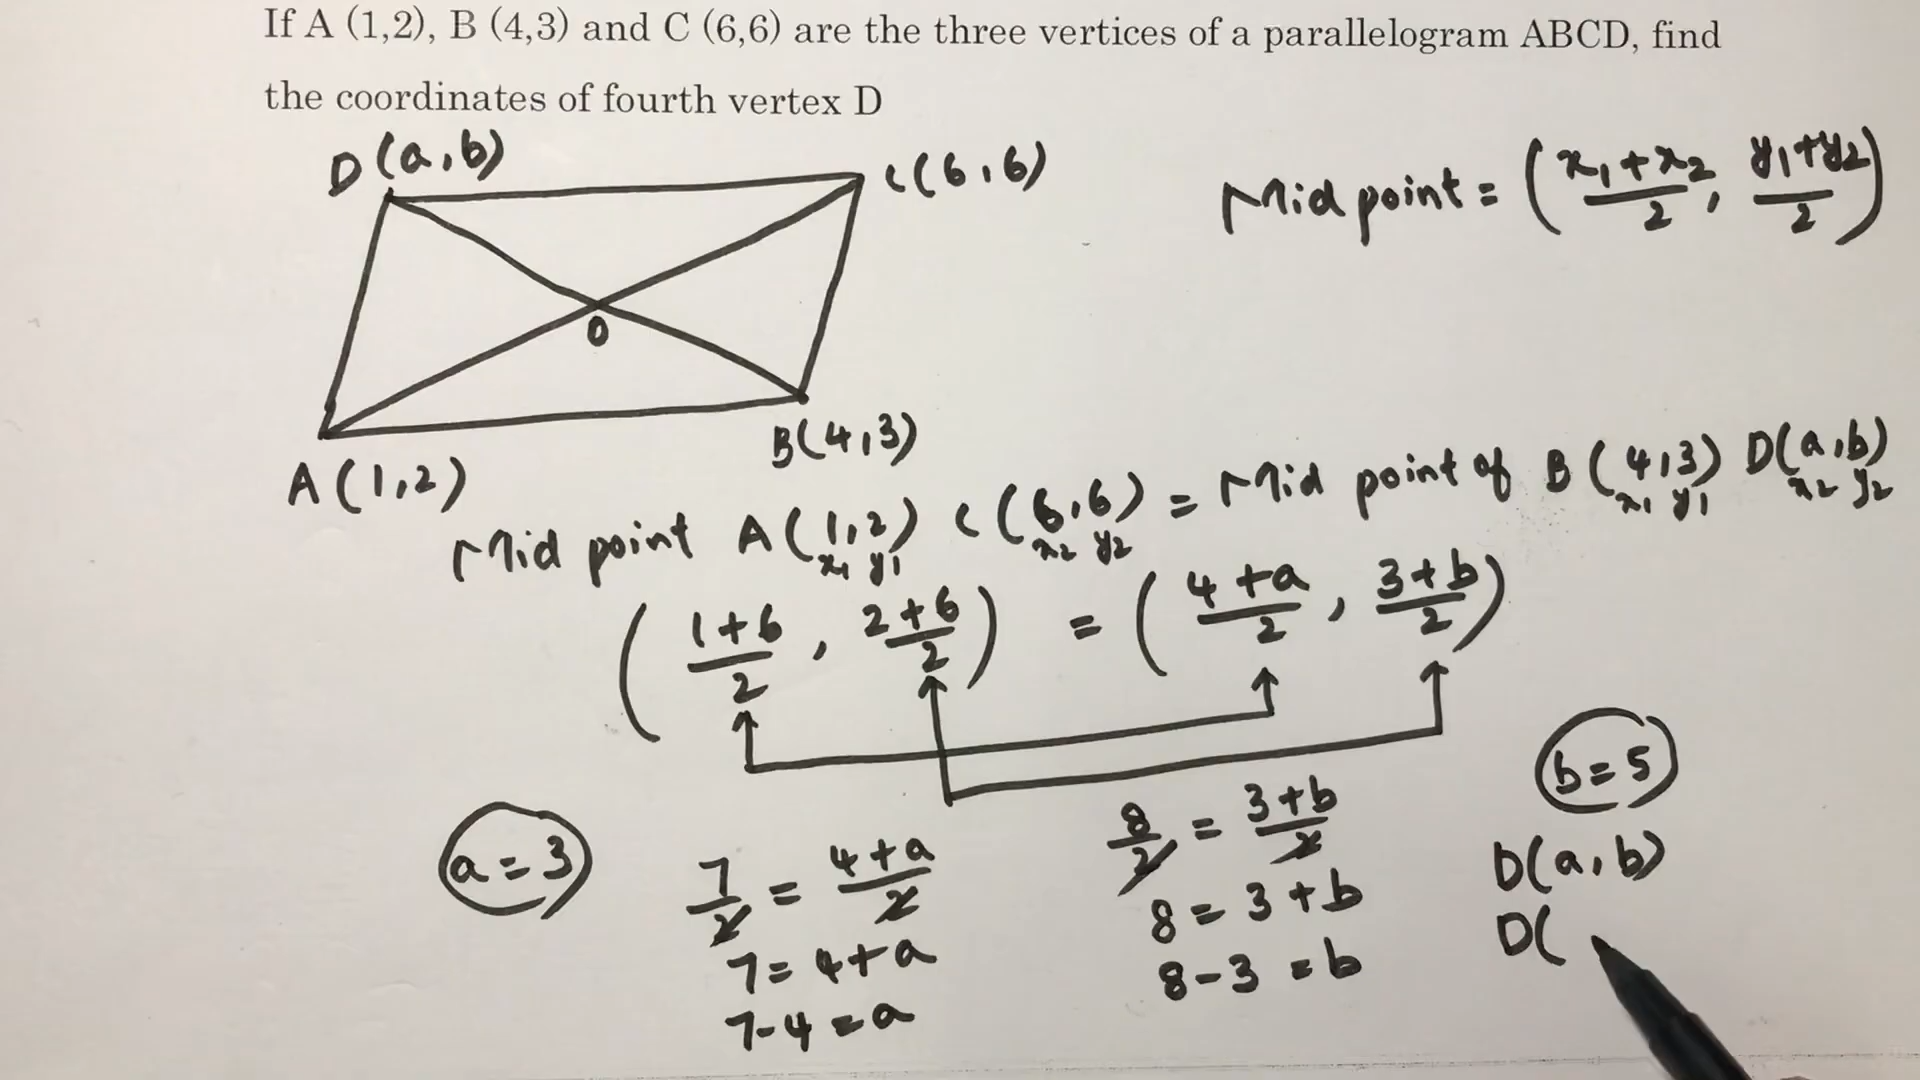 If A (1,2), B (4,3) and C (6,6) are the three vertices of a parallelogram ABCD, find
the coordinates of fourth vertex D
D(a,b)
C(6,6)
Mid point = (x₁+x₂/2, y₁+y₂/2)
O
B(4,3)
A(1,2)
Mid point A(1,2) C(6,6) = Mid point of B(4,3) D(a,b)
x₁ y₁ x₂ y₂ x₁ y₁ x₂ y₂
(1+6/2, 2+6/2) = (4+a/2, 3+b/2)
a=3
7/2 = 4+a/2
7=4+a
7-4=a
8/2 = 3+b/2
8=3+b
8-3=b
b=5
D(a,b)
D(